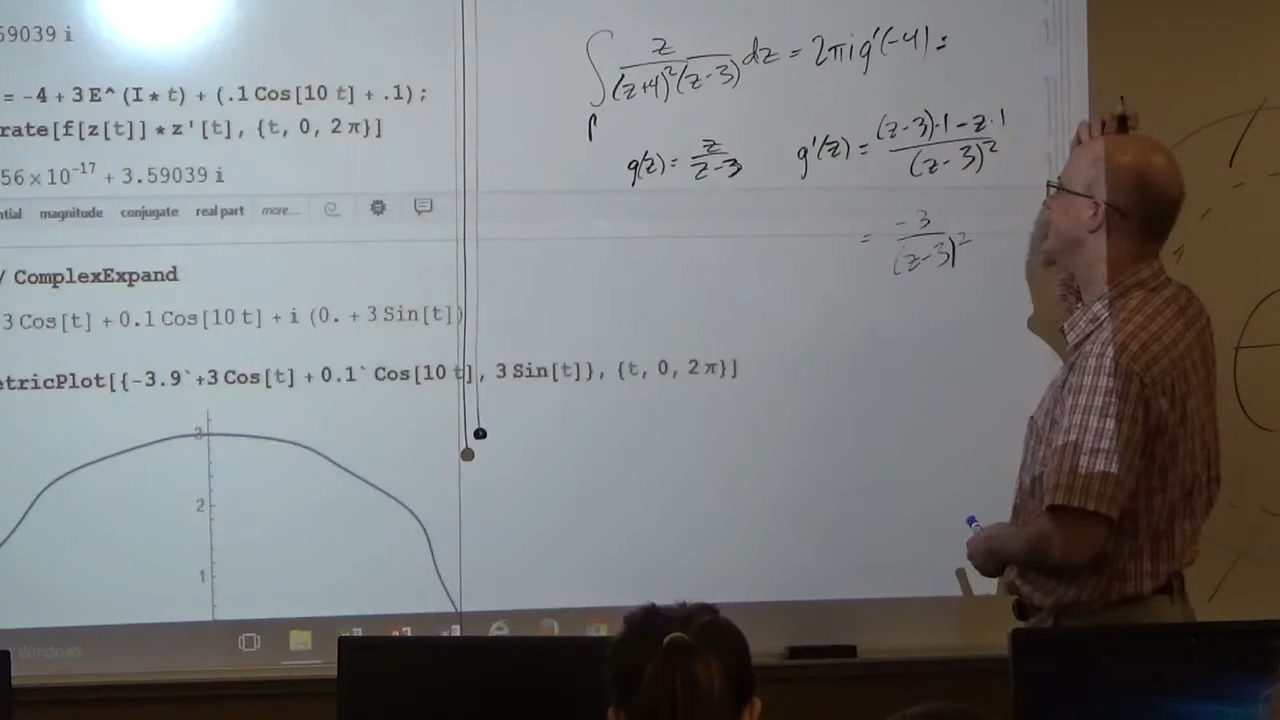 59039 i
= -4 + 3 E^(I * t) + (.1 Cos[10 t] + .1);
rate[f[z[t]] * z'[t], {t, 0, 2 π}]
56 × 10^-17 + 3.59039 i
tial magnitude conjugate real part more...
/ ComplexExpand
3 Cos[t] + 0.1 Cos[10 t] + i (0. + 3 Sin[t])
etricPlot[{-3.9`+3 Cos[t] + 0.1` Cos[10 t], 3 Sin[t]}, {t, 0, 2 π}]
3
2
1
Windows
∫_Γ z/((z+4)^2(z-3)) dz = 2πi g'(-4) =
g(z) = z/(z-3) g'(z) = ((z-3)·1 - z·1)/(z-3)^2
= -3/(z-3)^2